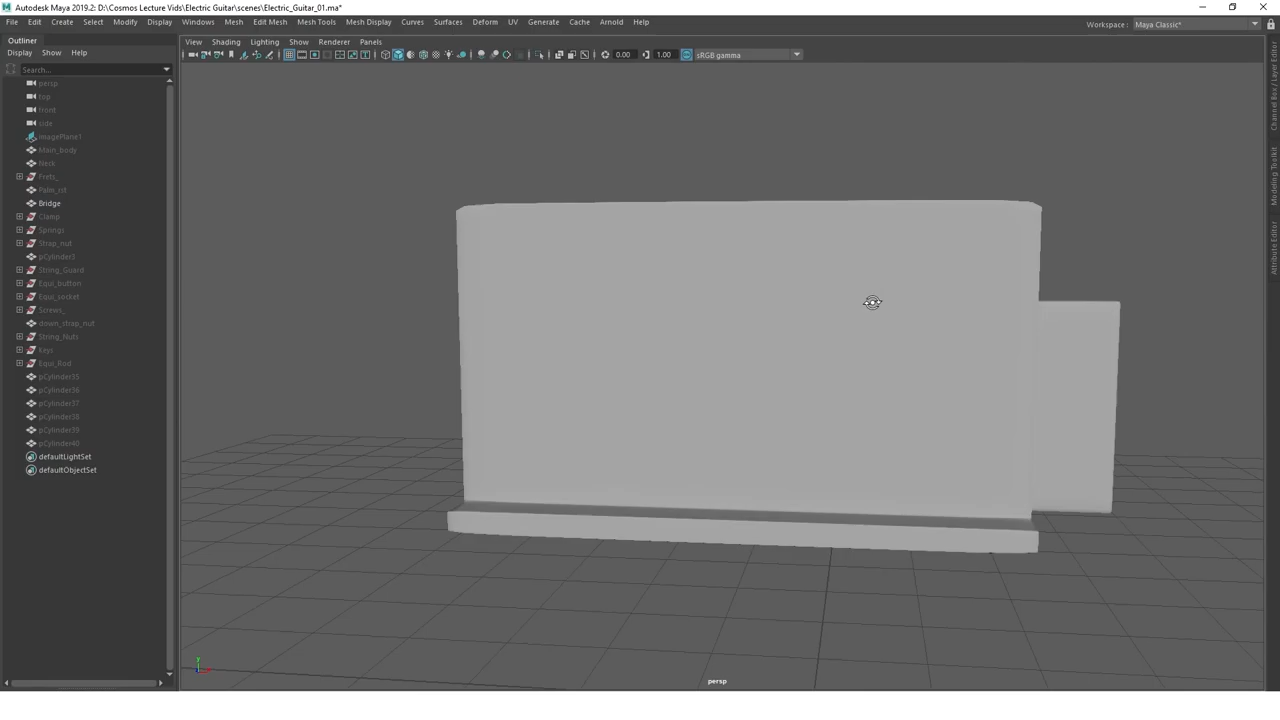 Autodesk Maya 2019.2: D:\Cosmos Lecture Vids\Electric Guitar\scenes\Electric_Guitar_01.ma*
File Edit Create Select Modify Display Windows Mesh Edit Mesh Mesh Tools Mesh Display Curves Surfaces Deform UV Generate Cache Arnold Help
Workspace : Maya Classic*
Outliner
Display Show Help
Search...
View Shading Lighting Show Renderer Panels
0.00 1.00 sRGB gamma
persp
top
front
side
imagePlane1
Main_body
Neck
Frets_
Bridge
Clamp
Springs
Strap_nut
pCylinder3
String_Guard
Equi_button
Equi_socket
Screws_
down_strap_nut
String_Nuts
Keys
Equi_Rod
pCylinder35
pCylinder36
pCylinder37
pCylinder38
pCylinder39
pCylinder40
defaultLightSet
defaultObjectSet
Channel Box / Layer Editor
Modeling Toolkit
Attribute Editor
y
persp